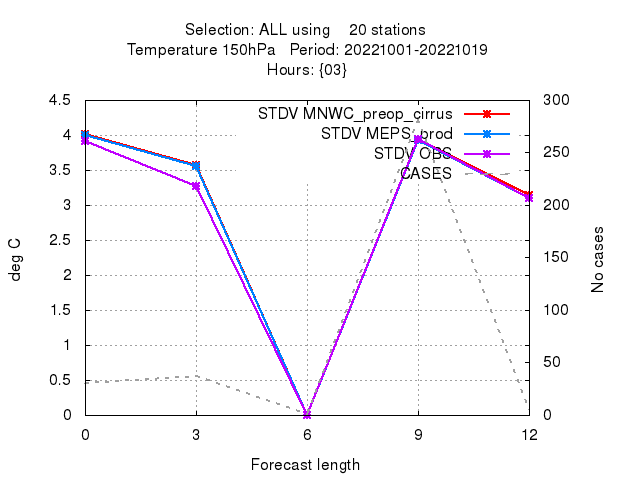 Selection: ALL using    20 stations
Temperature 150hPa   Period: 20221001-20221019
Hours: {03}
STDV MNWC_preop_cirrus
STDV MEPS_prod
STDV OBS
CASES
4.5
4
3.5
3
2.5
2
1.5
1
0.5
0
deg C
300
250
200
150
100
50
0
No cases
0 3 6 9 12
Forecast length